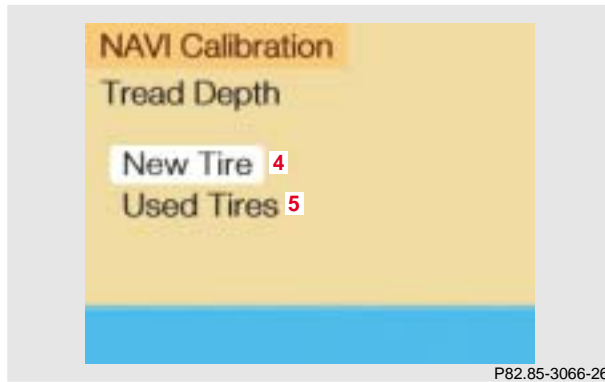 NAVI Calibration
Tread Depth
New Tire 4
Used Tires 5
P82.85-3066-26